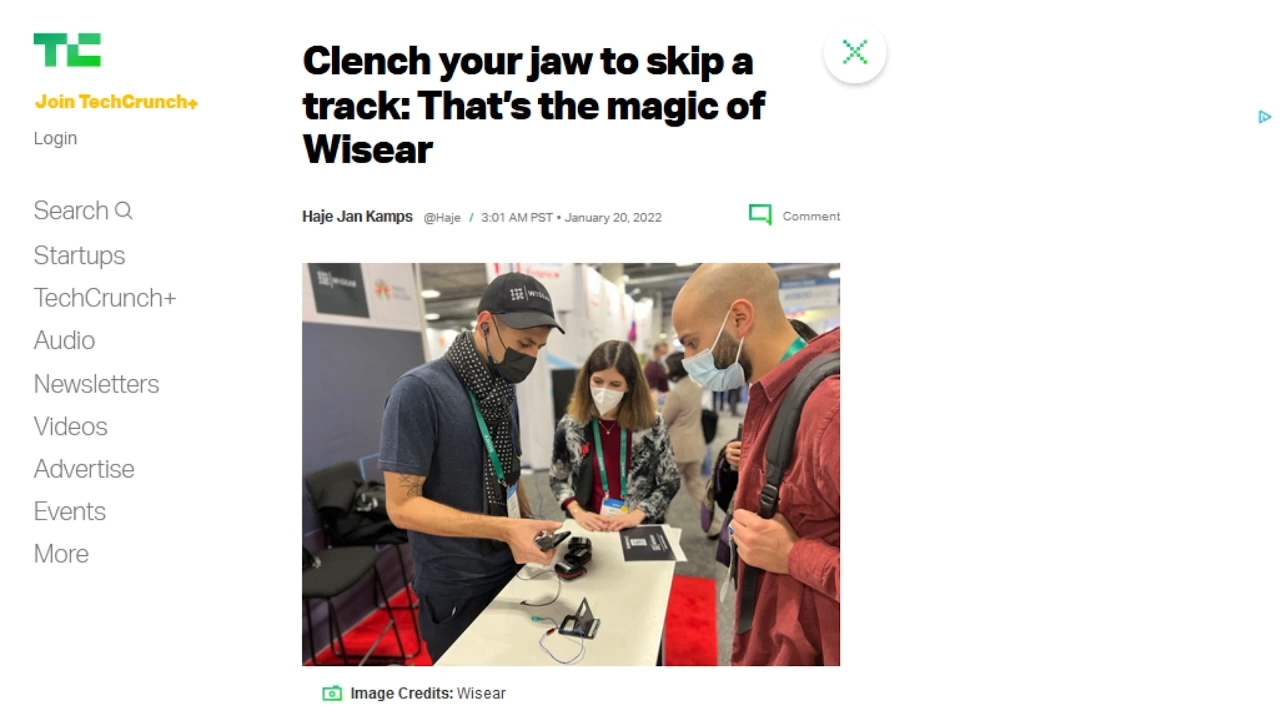 TC
Join TechCrunch+
Login
Search
Startups
TechCrunch+
Audio
Newsletters
Videos
Advertise
Events
More
Clench your jaw to skip a
track: That's the magic of
Wisear
Haje Jan Kamps @Haje / 3:01 AM PST • January 20, 2022
Comment
WISEAR
Image Credits: Wisear